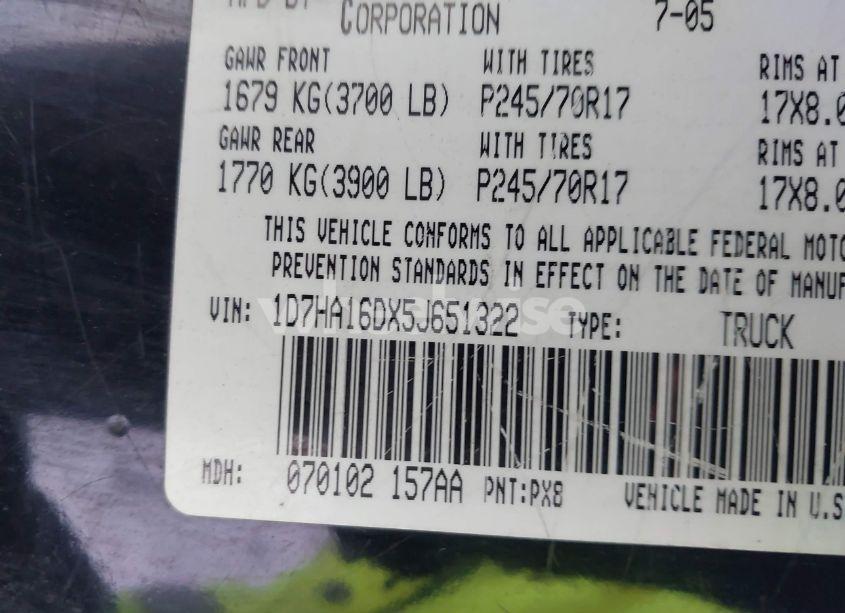 MFD BY
CORPORATION 7-05
GAWR FRONT WITH TIRES RIMS AT
1679 KG(3700 LB) P245/70R17 17X8.0
GAWR REAR WITH TIRES RIMS AT
1770 KG(3900 LB) P245/70R17 17X8.0
THIS VEHICLE CONFORMS TO ALL APPLICABLE FEDERAL MOTO
PREVENTION STANDARDS IN EFFECT ON THE DATE OF MANUF
VIN: 1D7HA16DX5J651322 TYPE: TRUCK
MDH: 070102 157AA PNT:PX8 VEHICLE MADE IN U.S